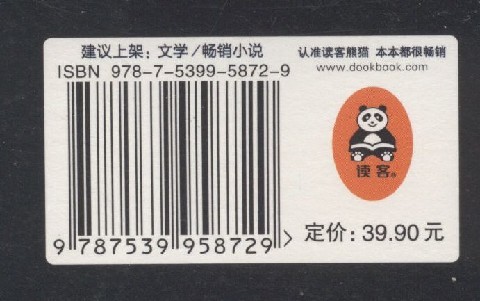 建议上架：文学/畅销小说
ISBN 978-7-5399-5872-9
9 787539 958729 >
认准读客熊猫 本本都很畅销
www.dookbook.com
读客®
定价：39.90元